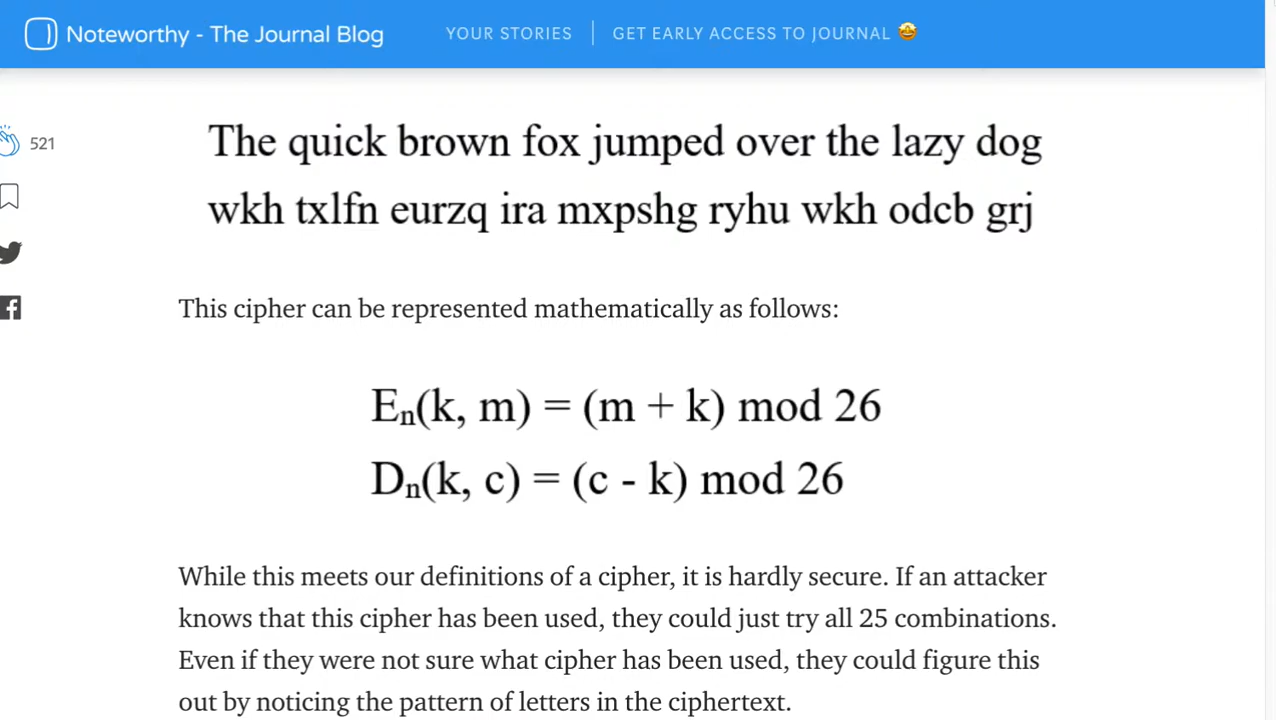 Noteworthy - The Journal Blog
YOUR STORIES
GET EARLY ACCESS TO JOURNAL 🤩
521
The quick brown fox jumped over the lazy dog
wkh txlfn eurzq ira mxpshg ryhu wkh odcb grj
This cipher can be represented mathematically as follows:
Eₙ(k, m) = (m + k) mod 26
Dₙ(k, c) = (c - k) mod 26
While this meets our definitions of a cipher, it is hardly secure. If an attacker
knows that this cipher has been used, they could just try all 25 combinations.
Even if they were not sure what cipher has been used, they could figure this
out by noticing the pattern of letters in the ciphertext.